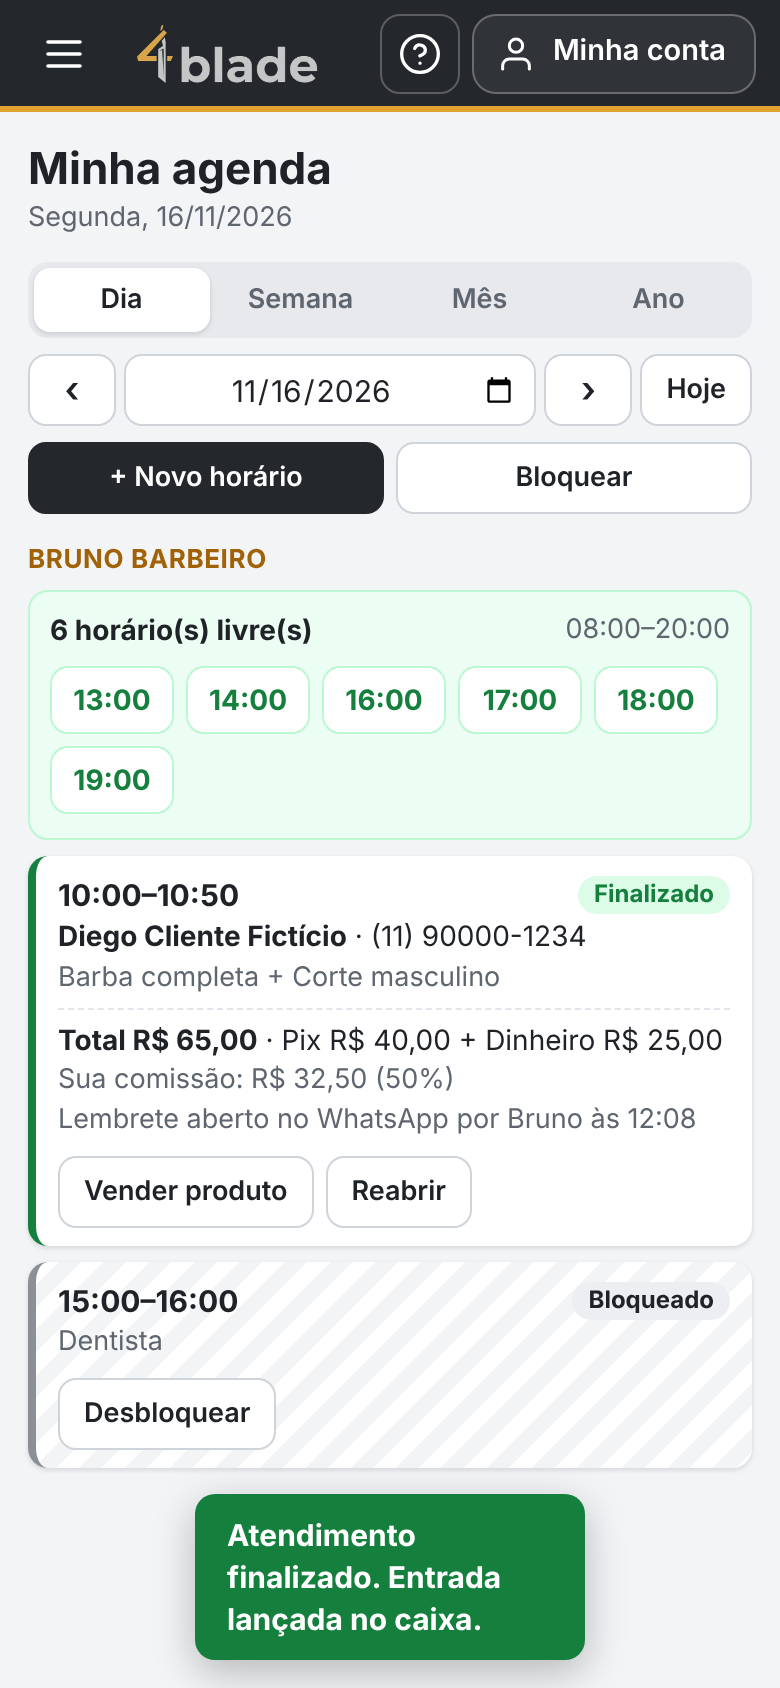 4blade
Minha conta
Minha agenda
Segunda, 16/11/2026
Dia Semana Mês Ano
‹ 11/16/2026 › Hoje
+ Novo horário Bloquear
BRUNO BARBEIRO
6 horário(s) livre(s) 08:00–20:00
13:00 14:00 16:00 17:00 18:00
19:00
10:00–10:50 Finalizado
Diego Cliente Fictício · (11) 90000-1234
Barba completa + Corte masculino
Total R$ 65,00 · Pix R$ 40,00 + Dinheiro R$ 25,00
Sua comissão: R$ 32,50 (50%)
Lembrete aberto no WhatsApp por Bruno às 12:08
Vender produto Reabrir
15:00–16:00 Bloqueado
Dentista
Desbloquear
Atendimento
finalizado. Entrada
lançada no caixa.